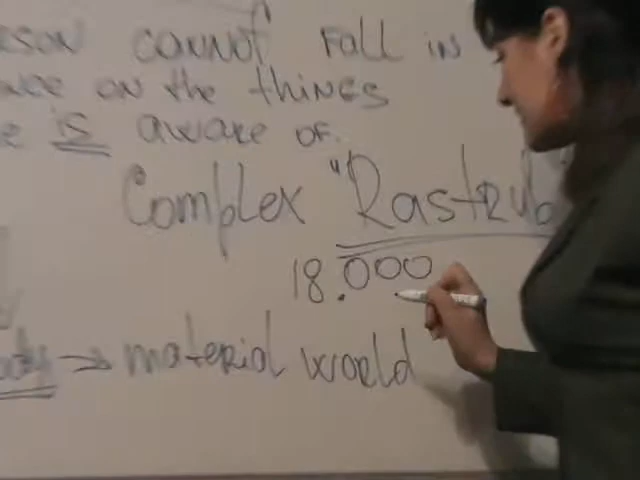 cannot fall in
on the things
is aware of.
Complex "Rastrub"
18.000
→ material world